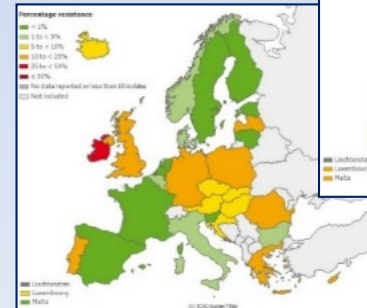 Percentage resistance
< 1%
1 to < 5%
5 to < 10%
10 to < 25%
25 to < 50%
≥ 50%
No data reported or less than 10 isolates
Not included
Liechtenstein
Luxembourg
Malta
Liechtenstein
Luxembourg
Malta